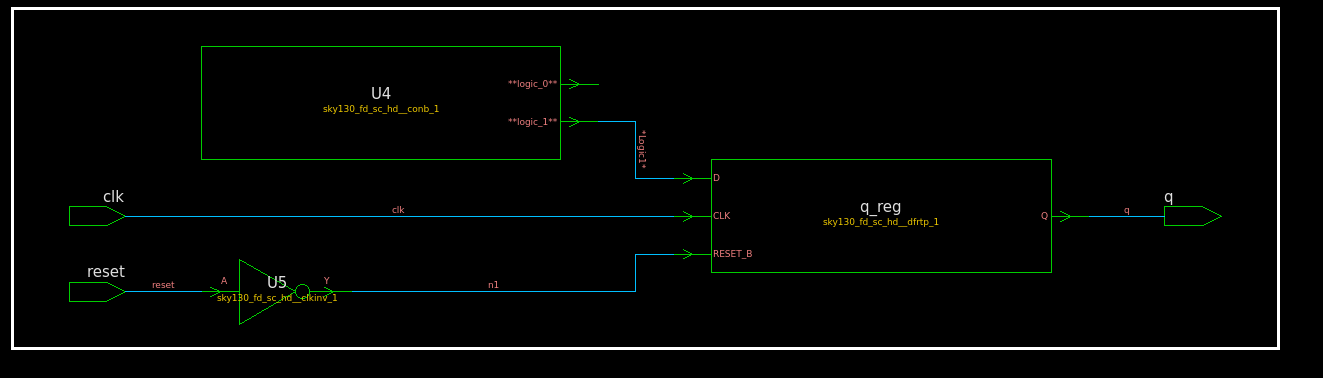 **logic_0**
U4
sky130_fd_sc_hd__conb_1
**logic_1**
*Logic1*
D
clk
clk
CLK
q_reg
sky130_fd_sc_hd__dfrtp_1
Q
q
q
RESET_B
reset
reset
A
U5
Y
sky130_fd_sc_hd__clkinv_1
n1